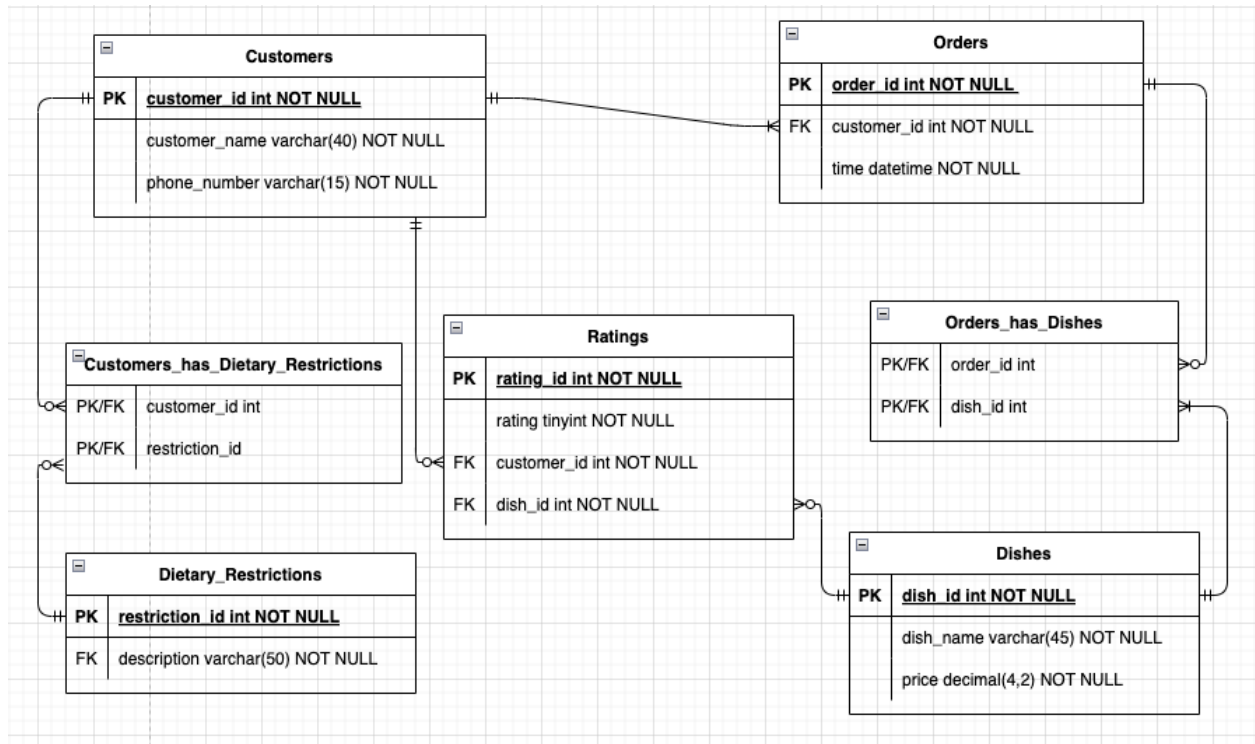 Customers
PK customer_id int NOT NULL
customer_name varchar(40) NOT NULL
phone_number varchar(15) NOT NULL
Orders
PK order_id int NOT NULL
FK customer_id int NOT NULL
time datetime NOT NULL
Customers_has_Dietary_Restrictions
PK/FK customer_id int
PK/FK restriction_id
Ratings
PK rating_id int NOT NULL
rating tinyint NOT NULL
FK customer_id int NOT NULL
FK dish_id int NOT NULL
Orders_has_Dishes
PK/FK order_id int
PK/FK dish_id int
Dietary_Restrictions
PK restriction_id int NOT NULL
FK description varchar(50) NOT NULL
Dishes
PK dish_id int NOT NULL
dish_name varchar(45) NOT NULL
price decimal(4,2) NOT NULL